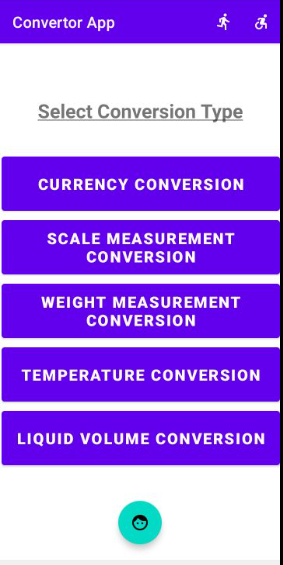 Convertor App
Select Conversion Type
CURRENCY CONVERSION
SCALE MEASUREMENT
CONVERSION
WEIGHT MEASUREMENT
CONVERSION
TEMPERATURE CONVERSION
LIQUID VOLUME CONVERSION